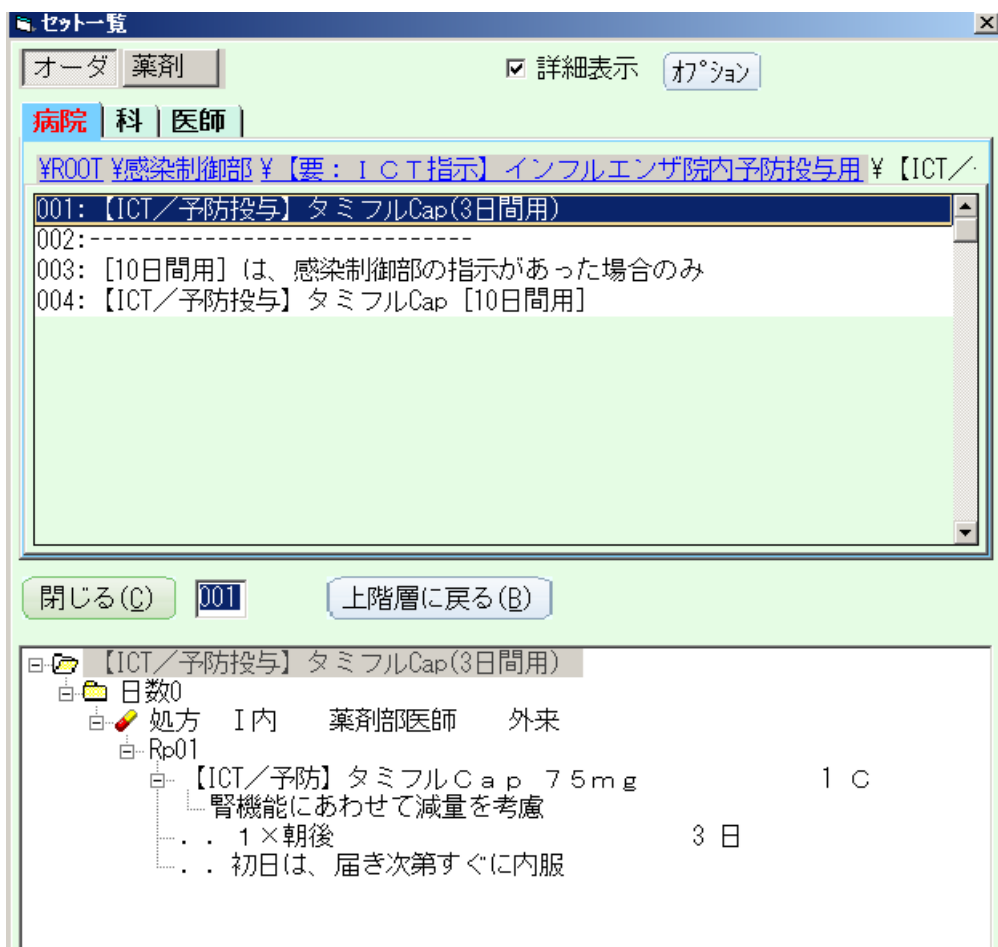 セット一覧
オーダ 薬剤 詳細表示 ｵﾌﾟｼｮﾝ
病院 科 医師
¥ROOT ¥感染制御部 ¥【要：ＩＣＴ指示】インフルエンザ院内予防投与用 ¥【ICT／
001:【ICT／予防投与】タミフルCap(3日間用)
002:------------------------------
003:［10日間用］は、感染制御部の指示があった場合のみ
004:【ICT／予防投与】タミフルCap［10日間用］
閉じる(C) 001 上階層に戻る(B)
【ICT／予防投与】タミフルCap(3日間用)
日数0
処方 Ｉ内 薬剤部医師 外来
Rp01
【ICT／予防】タミフルＣａｐ ７５ｍｇ １ Ｃ
腎機能にあわせて減量を考慮
．．１×朝後 ３ 日
．．初日は、届き次第すぐに内服